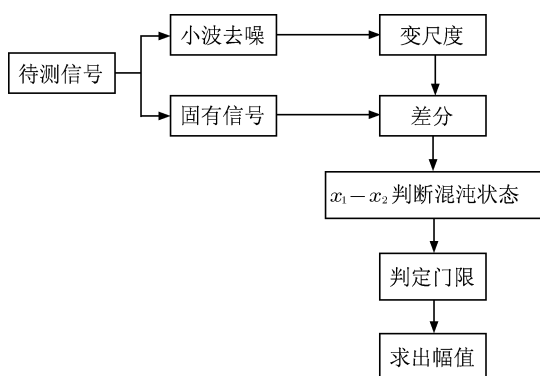 小波去噪
变尺度
待测信号
固有信号
差分
x₁－x₂判断混沌状态
判定门限
求出幅值